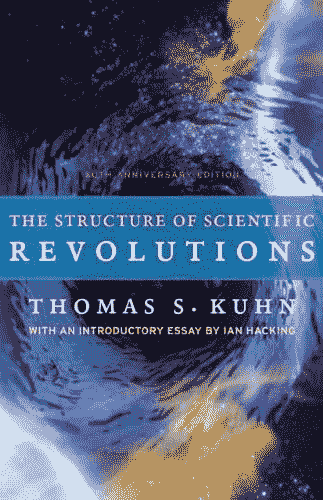 50TH ANNIVERSARY EDITION
THE STRUCTURE OF SCIENTIFIC
REVOLUTIONS
THOMAS S. KUHN
WITH AN INTRODUCTORY ESSAY BY IAN HACKING